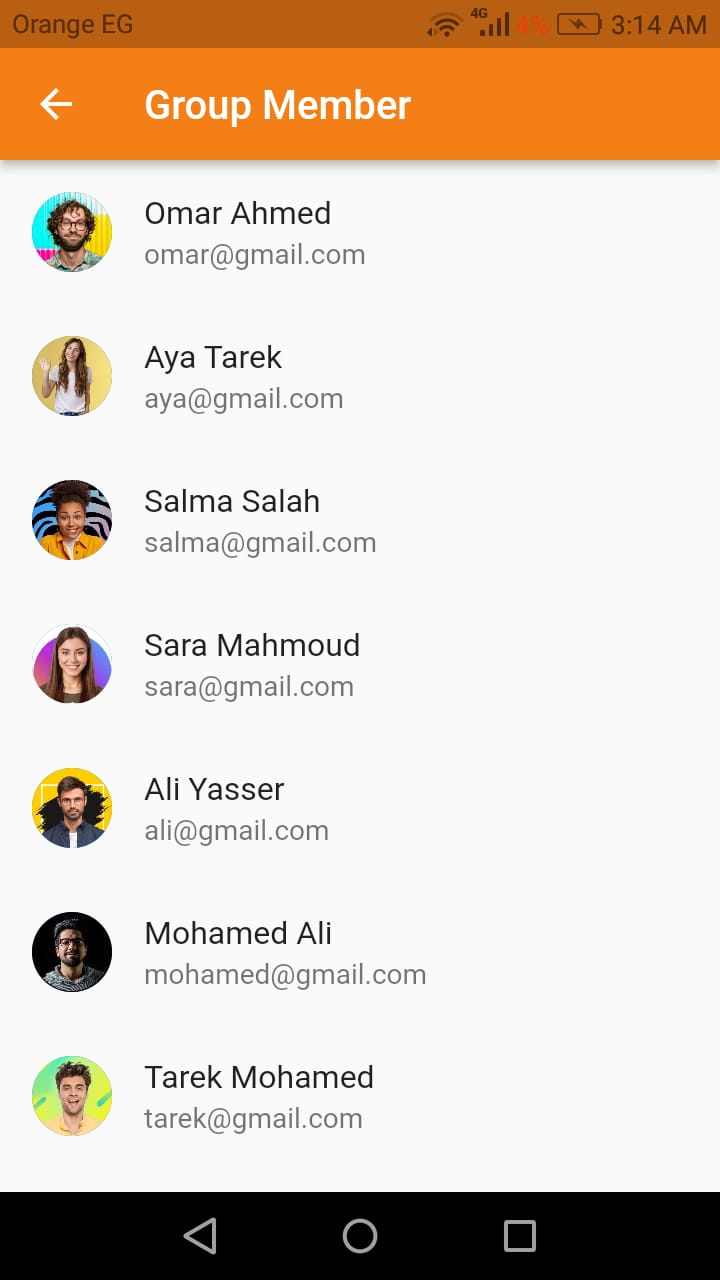 Orange EG 4G 4% 3:14 AM
Group Member
Omar Ahmed
omar@gmail.com
Aya Tarek
aya@gmail.com
Salma Salah
salma@gmail.com
Sara Mahmoud
sara@gmail.com
Ali Yasser
ali@gmail.com
Mohamed Ali
mohamed@gmail.com
Tarek Mohamed
tarek@gmail.com